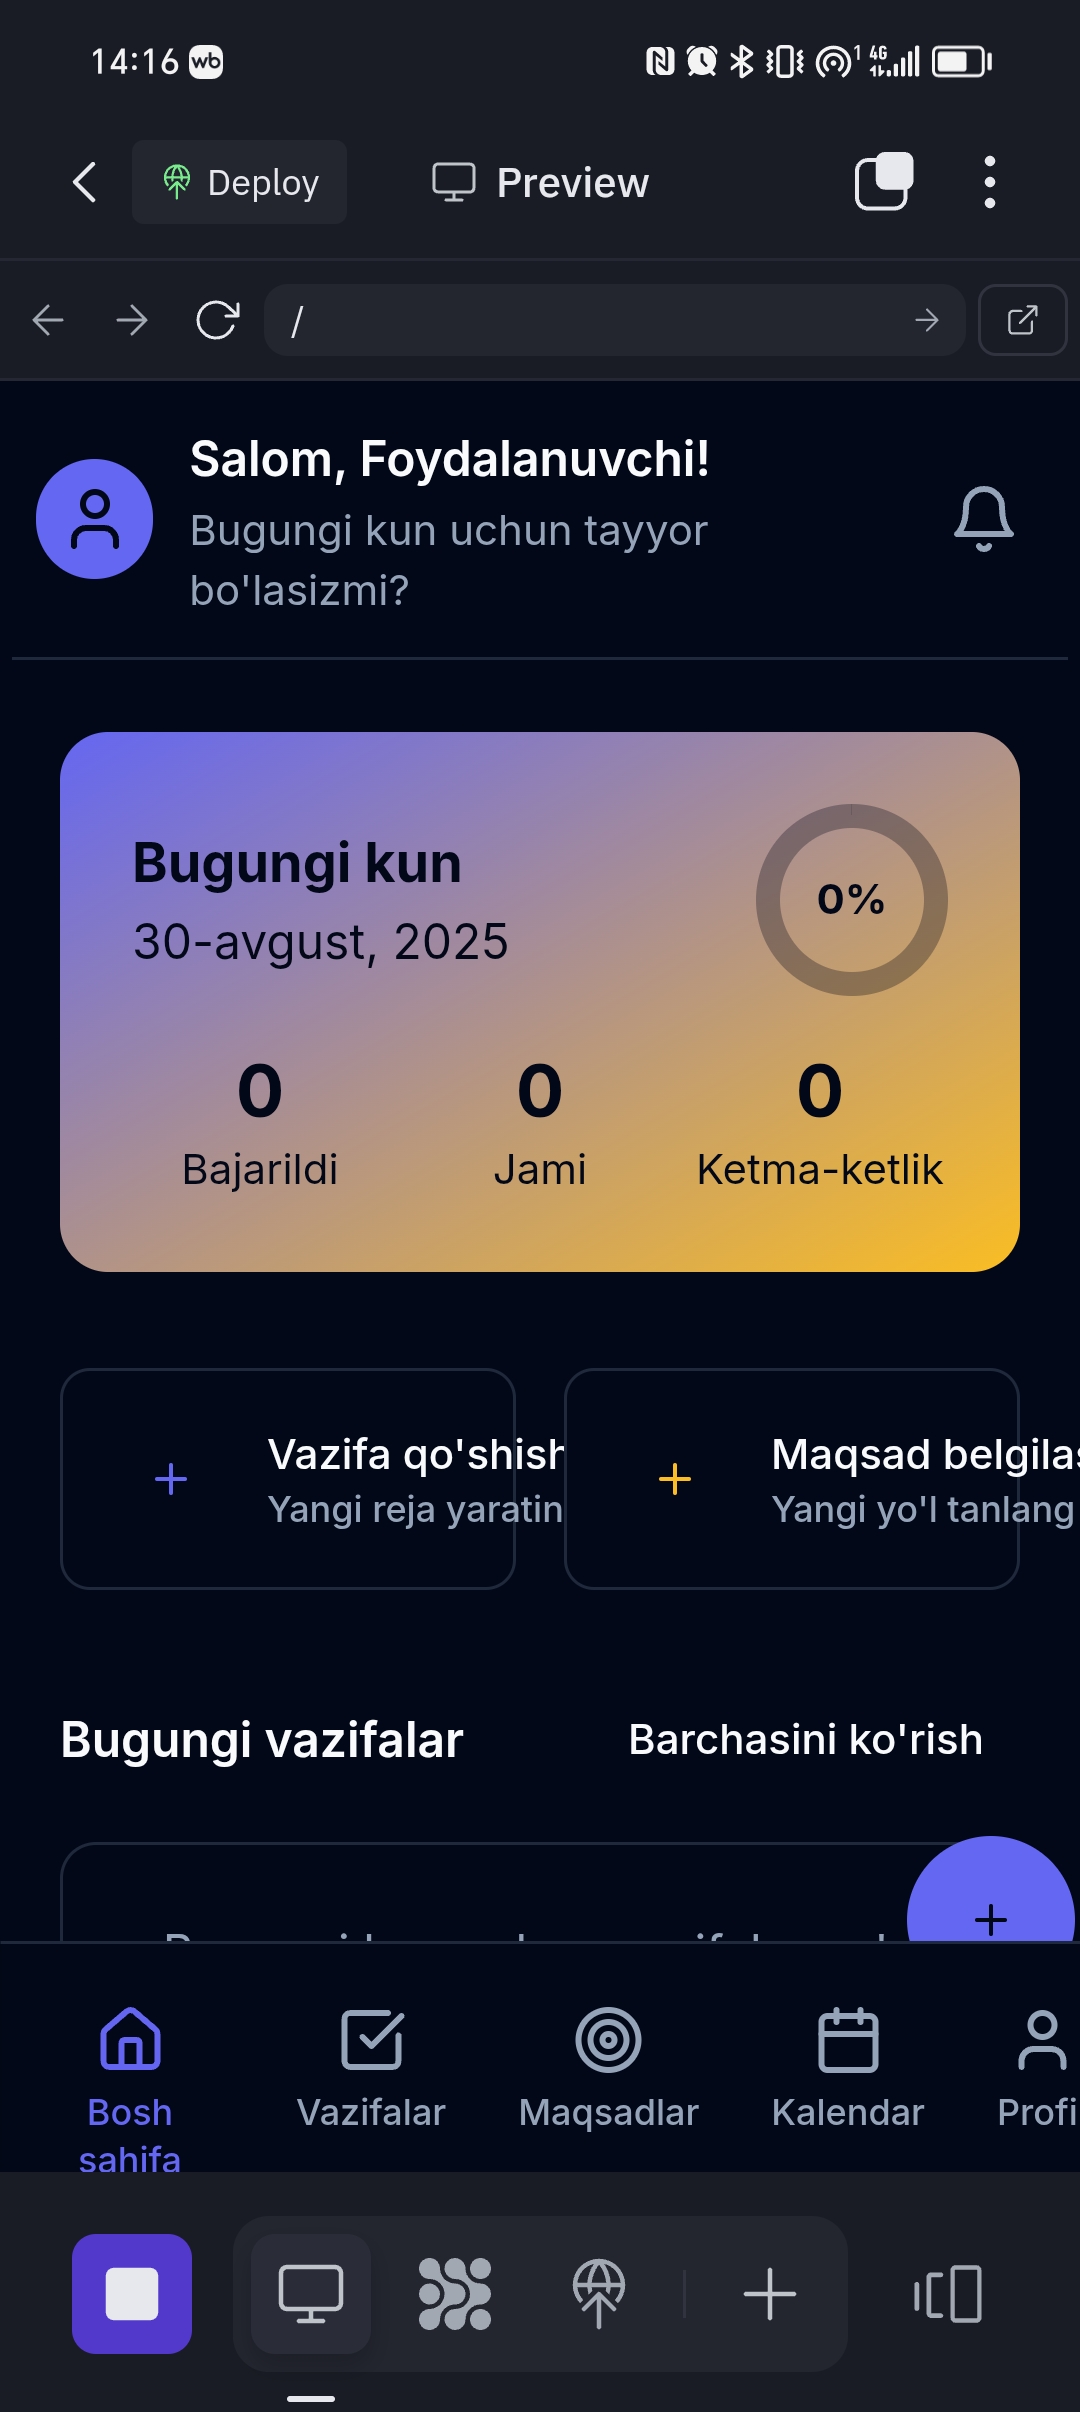 14:16 wb
1 4G
Deploy
Preview
/
Salom, Foydalanuvchi!
Bugungi kun uchun tayyor
bo'lasizmi?
Bugungi kun
30-avgust, 2025
0%
0 0 0
Bajarildi Jami Ketma-ketlik
Vazifa qo'shish
Yangi reja yaratin
Maqsad belgilas
Yangi yo'l tanlang
Bugungi vazifalar
Barchasini ko'rish
Bosh
sahifa
Vazifalar
Maqsadlar
Kalendar
Profi